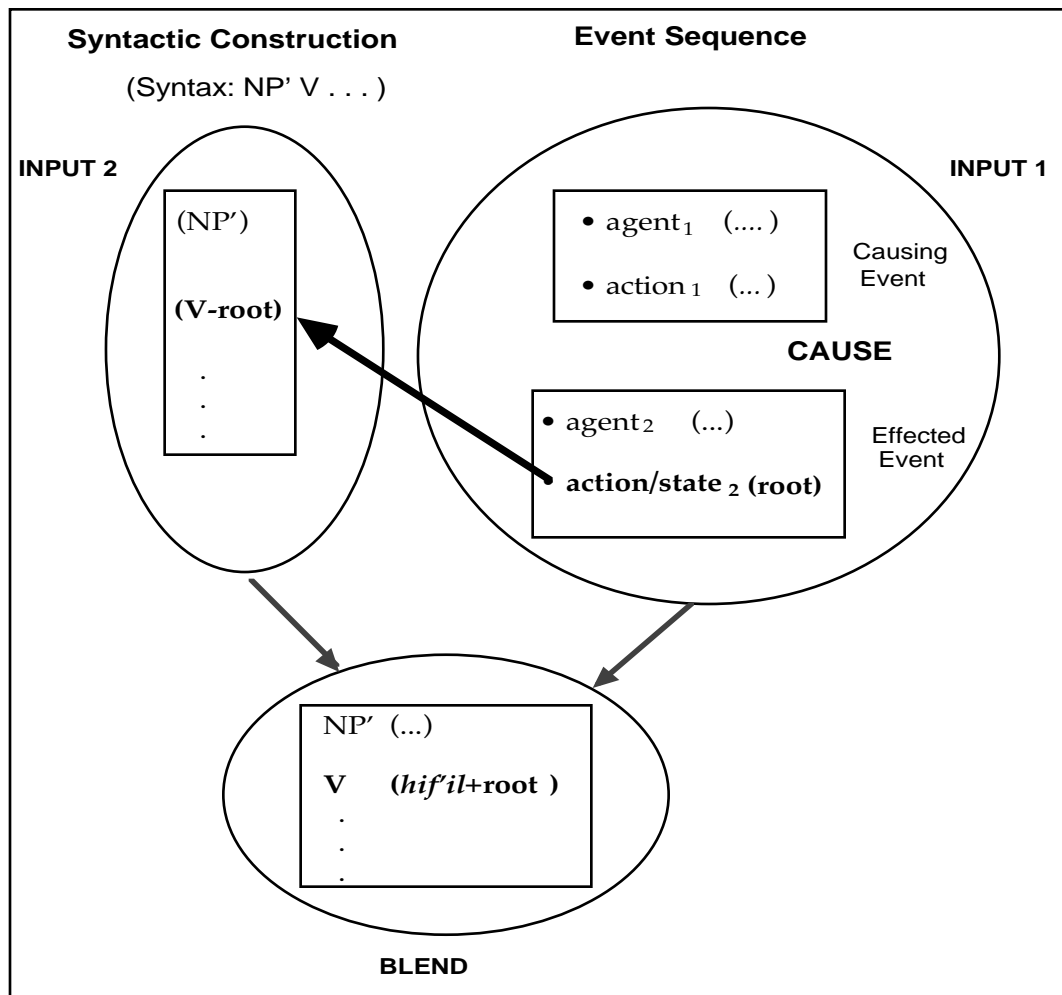 Syntactic Construction
(Syntax: NP' V . . . )
Event Sequence
INPUT 2
INPUT 1
(NP')
(V-root)
.
.
.
• agent1 (....)
• action1 (...)
Causing
Event
CAUSE
• agent2 (...)
• action/state2 (root)
Effected
Event
NP' (...)
V (hif'il+root )
.
.
.
BLEND